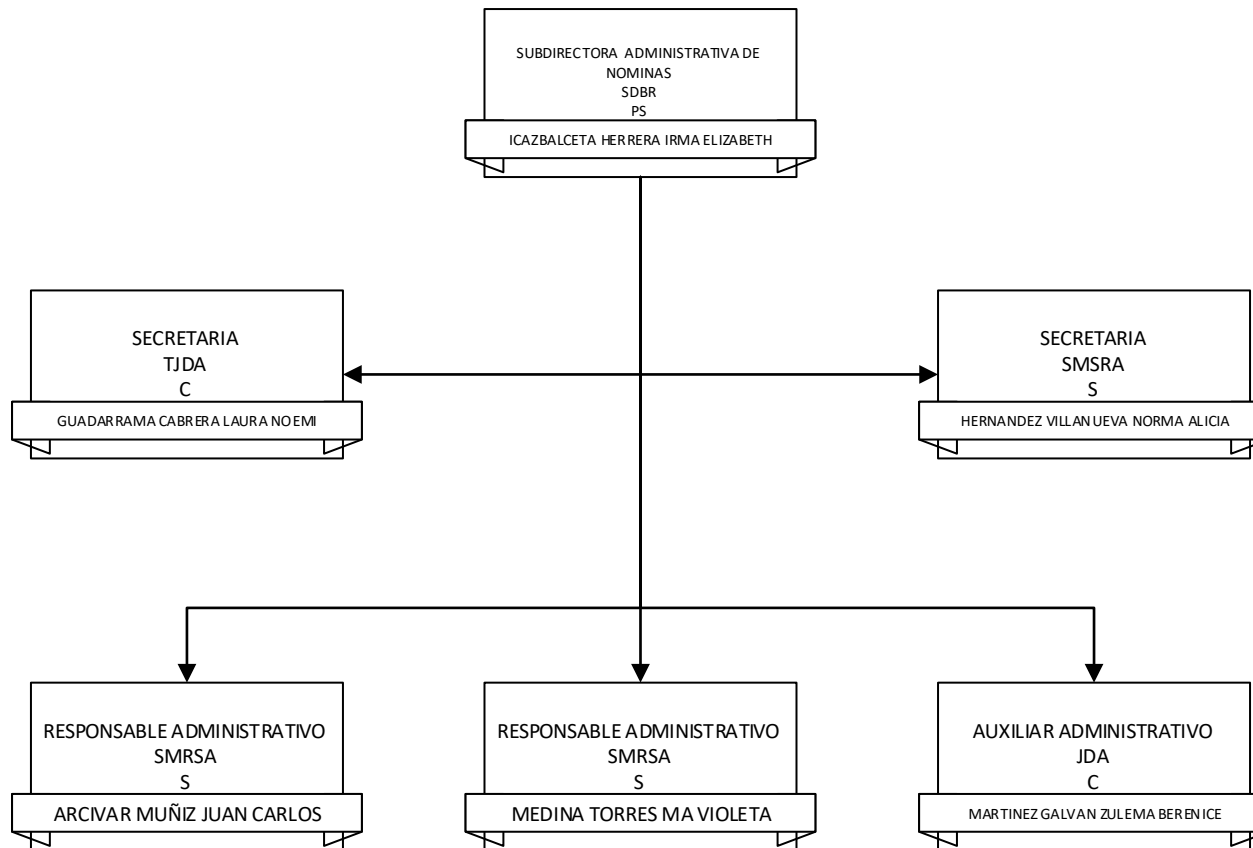 SUBDIRECTORA ADMINISTRATIVA DE
NOMINAS
SDBR
PS
ICAZBALCETA HERRERA IRMA ELIZABETH
SECRETARIA
TJDA
C
GUADARRAMA CABRERA LAURA NOEMI
SECRETARIA
SMSRA
S
HERNANDEZ VILLANUEVA NORMA ALICIA
RESPONSABLE ADMINISTRATIVO
SMRSA
S
ARCIVAR MUÑIZ JUAN CARLOS
RESPONSABLE ADMINISTRATIVO
SMRSA
S
MEDINA TORRES MA VIOLETA
AUXILIAR ADMINISTRATIVO
JDA
C
MARTINEZ GALVAN ZULEMA BERENICE